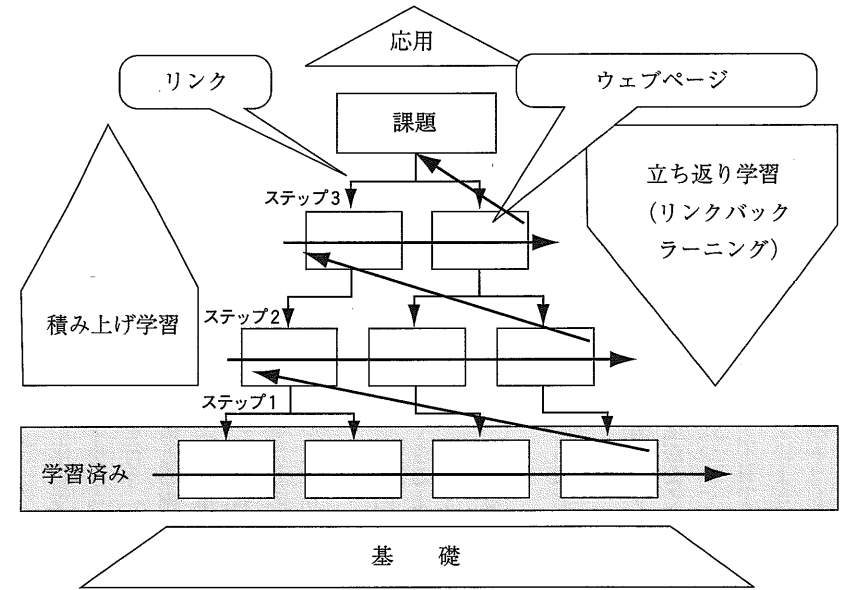 応用
リンク
ウェブページ
課題
立ち返り学習
(リンクバック
ラーニング)
ステップ3
積み上げ学習
ステップ2
ステップ1
学習済み
基　礎